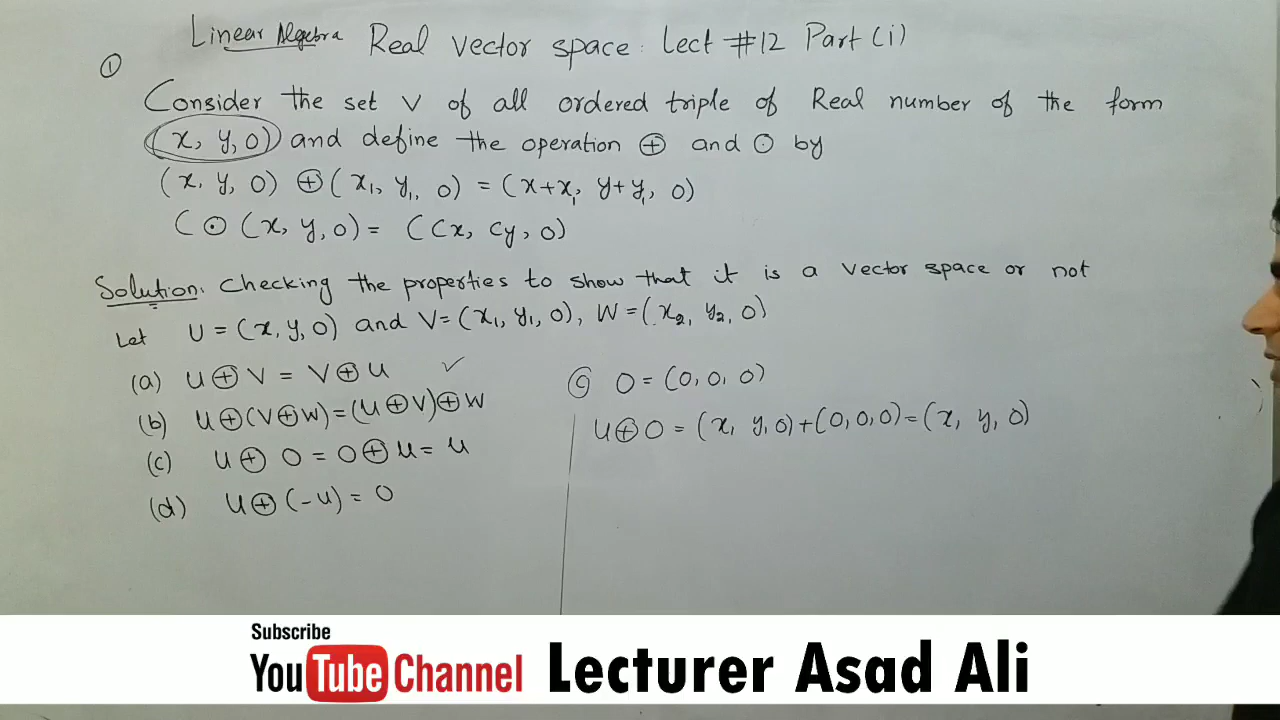 Linear Algebra Real vector space: Lect #12 Part (i)
①
Consider the set V of all ordered triple of Real number of the form
(x, y, 0) and define the operation ⊕ and ⊙ by
(x, y, 0) ⊕ (x₁, y₁, 0) = (x+x₁, y+y₁, 0)
C ⊙ (x, y, 0) = (Cx, Cy, 0)
Solution: Checking the properties to show that it is a vector space or not
Let U = (x, y, 0) and V = (x₁, y₁, 0), W = (x₂, y₂, 0)
(a) U ⊕ V = V ⊕ U ✓
(b) U ⊕ (V ⊕ W) = (U ⊕ V) ⊕ W
(c) U ⊕ 0 = 0 ⊕ U = U
(d) U ⊕ (-U) = 0
Ⓒ 0 = (0, 0, 0)
U ⊕ 0 = (x, y, 0) + (0, 0, 0) = (x, y, 0)
Subscribe
YouTube Channel
Lecturer Asad Ali